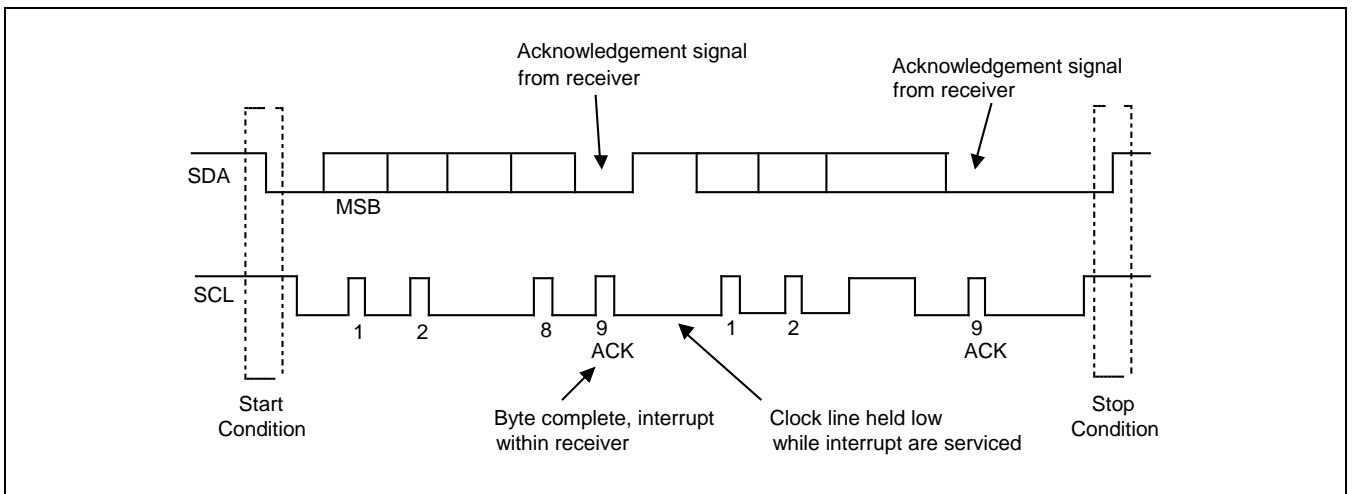 Acknowledgement signal
from receiver
Acknowledgement signal
from receiver
SDA
MSB
SCL
1
2
8
9
1
2
9
ACK
ACK
Start
Condition
Byte complete, interrupt
within receiver
Clock line held low
while interrupt are serviced
Stop
Condition